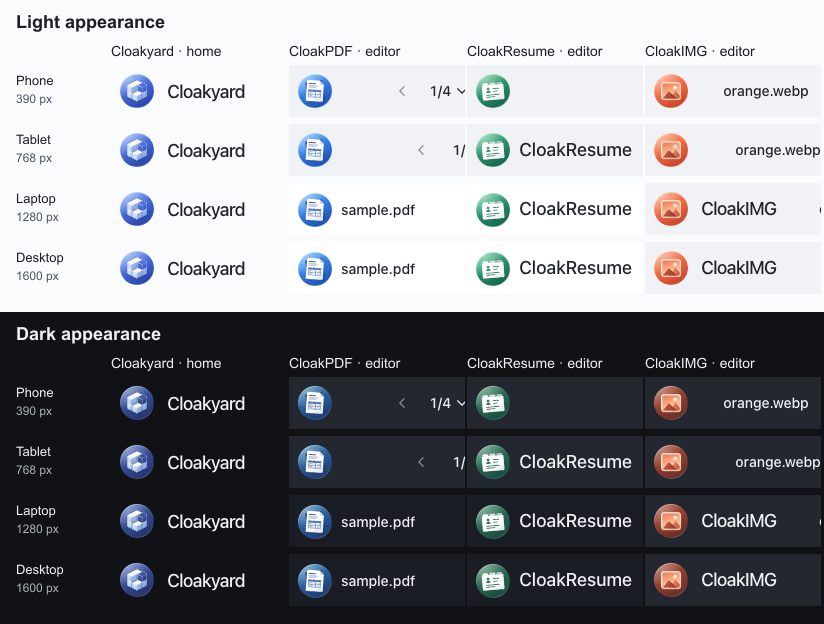 Light appearance
Cloakyard · home CloakPDF · editor CloakResume · editor CloakIMG · editor
Phone
390 px
Cloakyard 1/4 orange.webp
Tablet
768 px
Cloakyard 1/ CloakResume orange.webp
Laptop
1280 px
Cloakyard sample.pdf CloakResume CloakIMG
Desktop
1600 px
Cloakyard sample.pdf CloakResume CloakIMG
Dark appearance
Cloakyard · home CloakPDF · editor CloakResume · editor CloakIMG · editor
Phone
390 px
Cloakyard 1/4 orange.webp
Tablet
768 px
Cloakyard 1/ CloakResume orange.webp
Laptop
1280 px
Cloakyard sample.pdf CloakResume CloakIMG
Desktop
1600 px
Cloakyard sample.pdf CloakResume CloakIMG